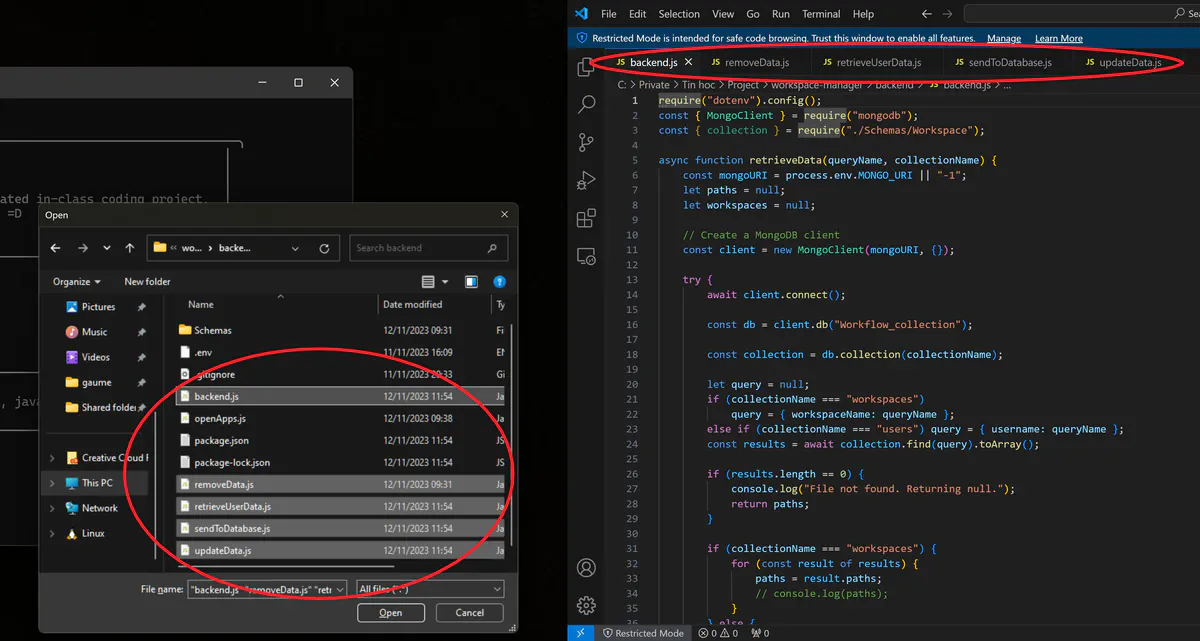 ated in-class coding project.
=D
, java
Open
« wo... › backe...
Search backend
Organize
New folder
Name
Date modified
Ty
Pictures
Music
Videos
gaume
Shared folder
Creative Cloud F
This PC
Network
Linux
Schemas 12/11/2023 09:31 Fi
.env 11/11/2023 16:09
.gitignore 11/11/2023 20:33 Gi
backend.js 12/11/2023 11:54 Ja
openApps.js 12/11/2023 09:38 Ja
package.json 12/11/2023 11:54 JS
package-lock.json 12/11/2023 11:54 JS
removeData.js 12/11/2023 09:31 Ja
retrieveUserData.js 12/11/2023 11:54 Ja
sendToDatabase.js 12/11/2023 11:54 Ja
updateData.js 12/11/2023 11:54 Ja
File name: "backend.js" "removeData.js" "retr
All files (*.*)
Open
Cancel
File Edit Selection View Go Run Terminal Help
Se
Restricted Mode is intended for safe code browsing. Trust this window to enable all features. Manage Learn More
JS backend.js JS removeData.js JS retrieveUserData.js JS sendToDatabase.js JS updateData.js
C: > Private > Tin hoc > Project > workspace-manager > backend > JS backend.js > ...
1 require("dotenv").config();
2 const { MongoClient } = require("mongodb");
3 const { collection } = require("./Schemas/Workspace");
4
5 async function retrieveData(queryName, collectionName) {
6 const mongoURI = process.env.MONGO_URI || "-1";
7 let paths = null;
8 let workspaces = null;
9
10 // Create a MongoDB client
11 const client = new MongoClient(mongoURI, {});
12
13 try {
14 await client.connect();
15
16 const db = client.db("Workflow_collection");
17
18 const collection = db.collection(collectionName);
19
20 let query = null;
21 if (collectionName === "workspaces")
22 query = { workspaceName: queryName };
23 else if (collectionName === "users") query = { username: queryName };
24 const results = await collection.find(query).toArray();
25
26 if (results.length == 0) {
27 console.log("File not found. Returning null.");
28 return paths;
29 }
30
31 if (collectionName === "workspaces") {
32 for (const result of results) {
33 paths = result.paths;
34 // console.log(paths);
35 }
36 } else {
Restricted Mode 0 0 0